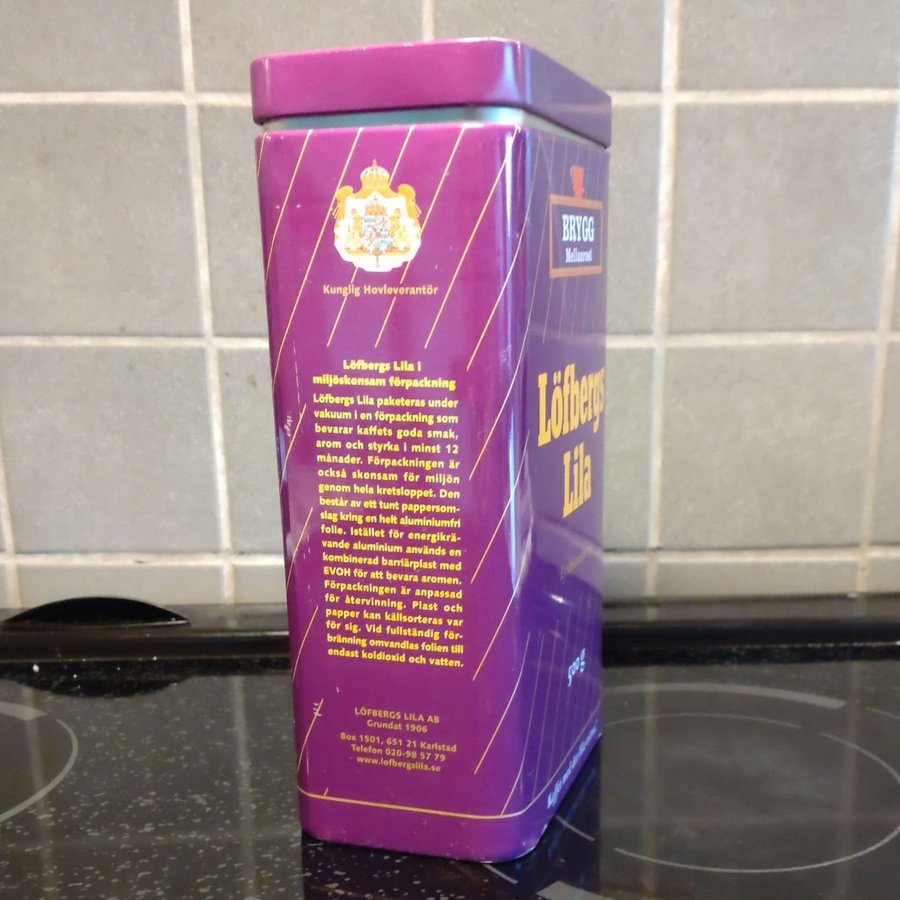 Kunglig Hovleverantör
Löfbergs Lila i
miljöskonsam förpackning
Löfbergs Lila paketeras under
vakuum i en förpackning som
bevarar kaffets goda smak,
arom och styrka i minst 12
månader. Förpackningen är
också skonsam för miljön
genom hela kretsloppet. Den
består av ett tunt pappersom-
slag kring en helt aluminiumfri
folie. Istället för energikrä-
vande aluminium används en
kombinerad barriärplast med
EVOH för att bevara aromen.
Förpackningen är anpassad
för återvinning. Plast och
papper kan källsorteras var
för sig. Vid fullständig för-
bränning omvandlas folien till
endast koldioxid och vatten.
LÖFBERGS LILA AB
Grundat 1906
Box 1501, 651 21 Karlstad
Telefon 020-98 57 79
www.lofbergslila.se
BRYGG
Mellanrost
Löfbergs
Lila
500 g